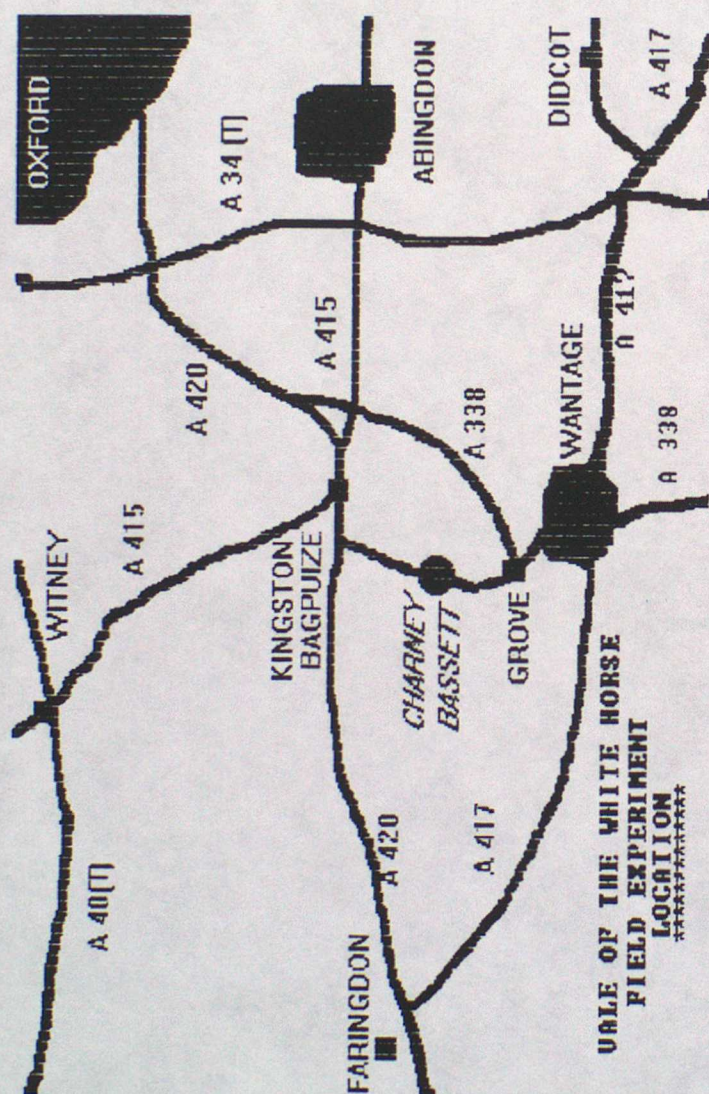 OXFORD
WITNEY
A 40(T)
A 415
A 420
A 34 (T)
KINGSTON
BAGPUIZE
A 415
FARINGDON
A 420
CHARNEY
BASSETT
ABINGDON
A 338
A 417
GROVE
DIDCOT
WANTAGE
A 417
A 417
A 338
VALE OF THE WHITE HORSE
FIELD EXPERIMENT
LOCATION
***************